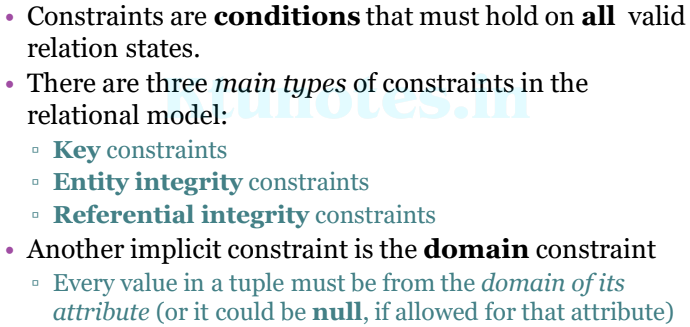 • Constraints are conditions that must hold on all valid
relation states.
• There are three main types of constraints in the
relational model:
▫ Key constraints
▫ Entity integrity constraints
▫ Referential integrity constraints
• Another implicit constraint is the domain constraint
▫ Every value in a tuple must be from the domain of its
attribute (or it could be null, if allowed for that attribute)
Ktunotes.in